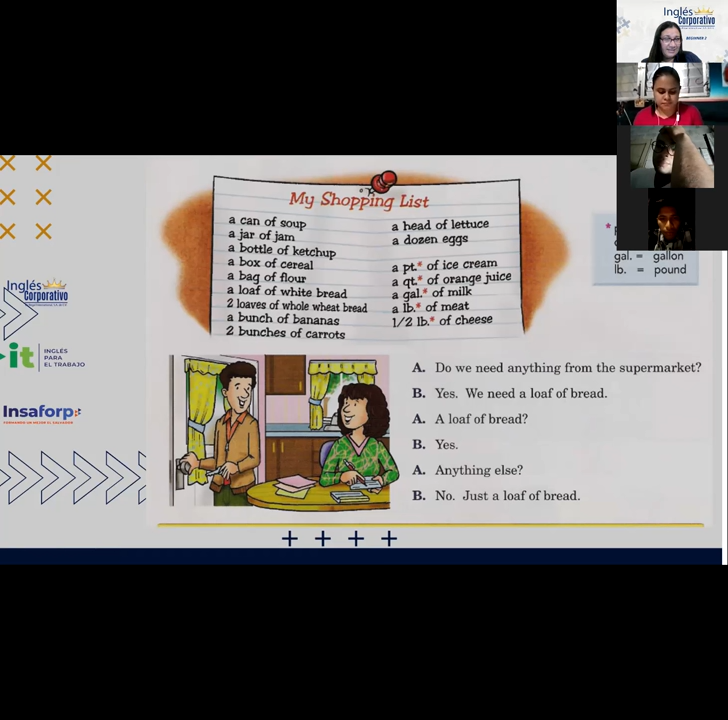 Inglés
Corporativo
BEGINNER 2
My Shopping List
a can of soup
a jar of jam
a bottle of ketchup
a box of cereal
a bag of flour
a loaf of white bread
2 loaves of whole wheat bread
a bunch of bananas
2 bunches of carrots
a head of lettuce
a dozen eggs
a pt.* of ice cream
a qt.* of orange juice
a gal.* of milk
a lb.* of meat
1/2 lb.* of cheese
*
gal. = gallon
lb. = pound
Inglés
Corporativo
it
INGLÉS
PARA
EL TRABAJO
Insaforp
A. Do we need anything from the supermarket?
B. Yes. We need a loaf of bread.
A. A loaf of bread?
B. Yes.
A. Anything else?
B. No. Just a loaf of bread.